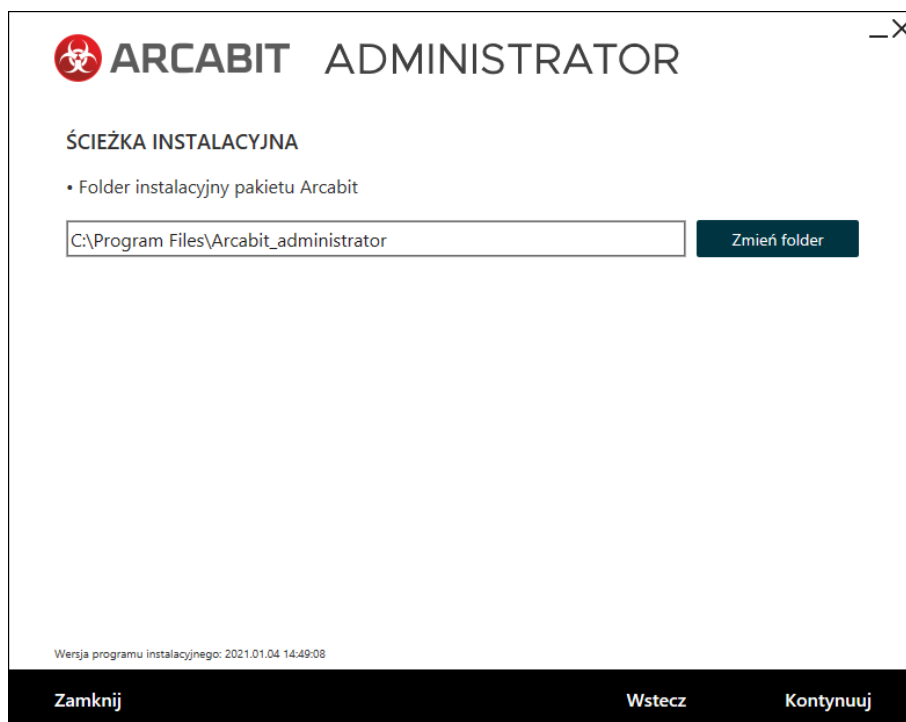 ARCABIT ADMINISTRATOR
ŚCIEŻKA INSTALACYJNA
• Folder instalacyjny pakietu Arcabit
C:\Program Files\Arcabit_administrator
Zmień folder
Wersja programu instalacyjnego: 2021.01.04 14:49:08
Zamknij
Wstecz
Kontynuuj